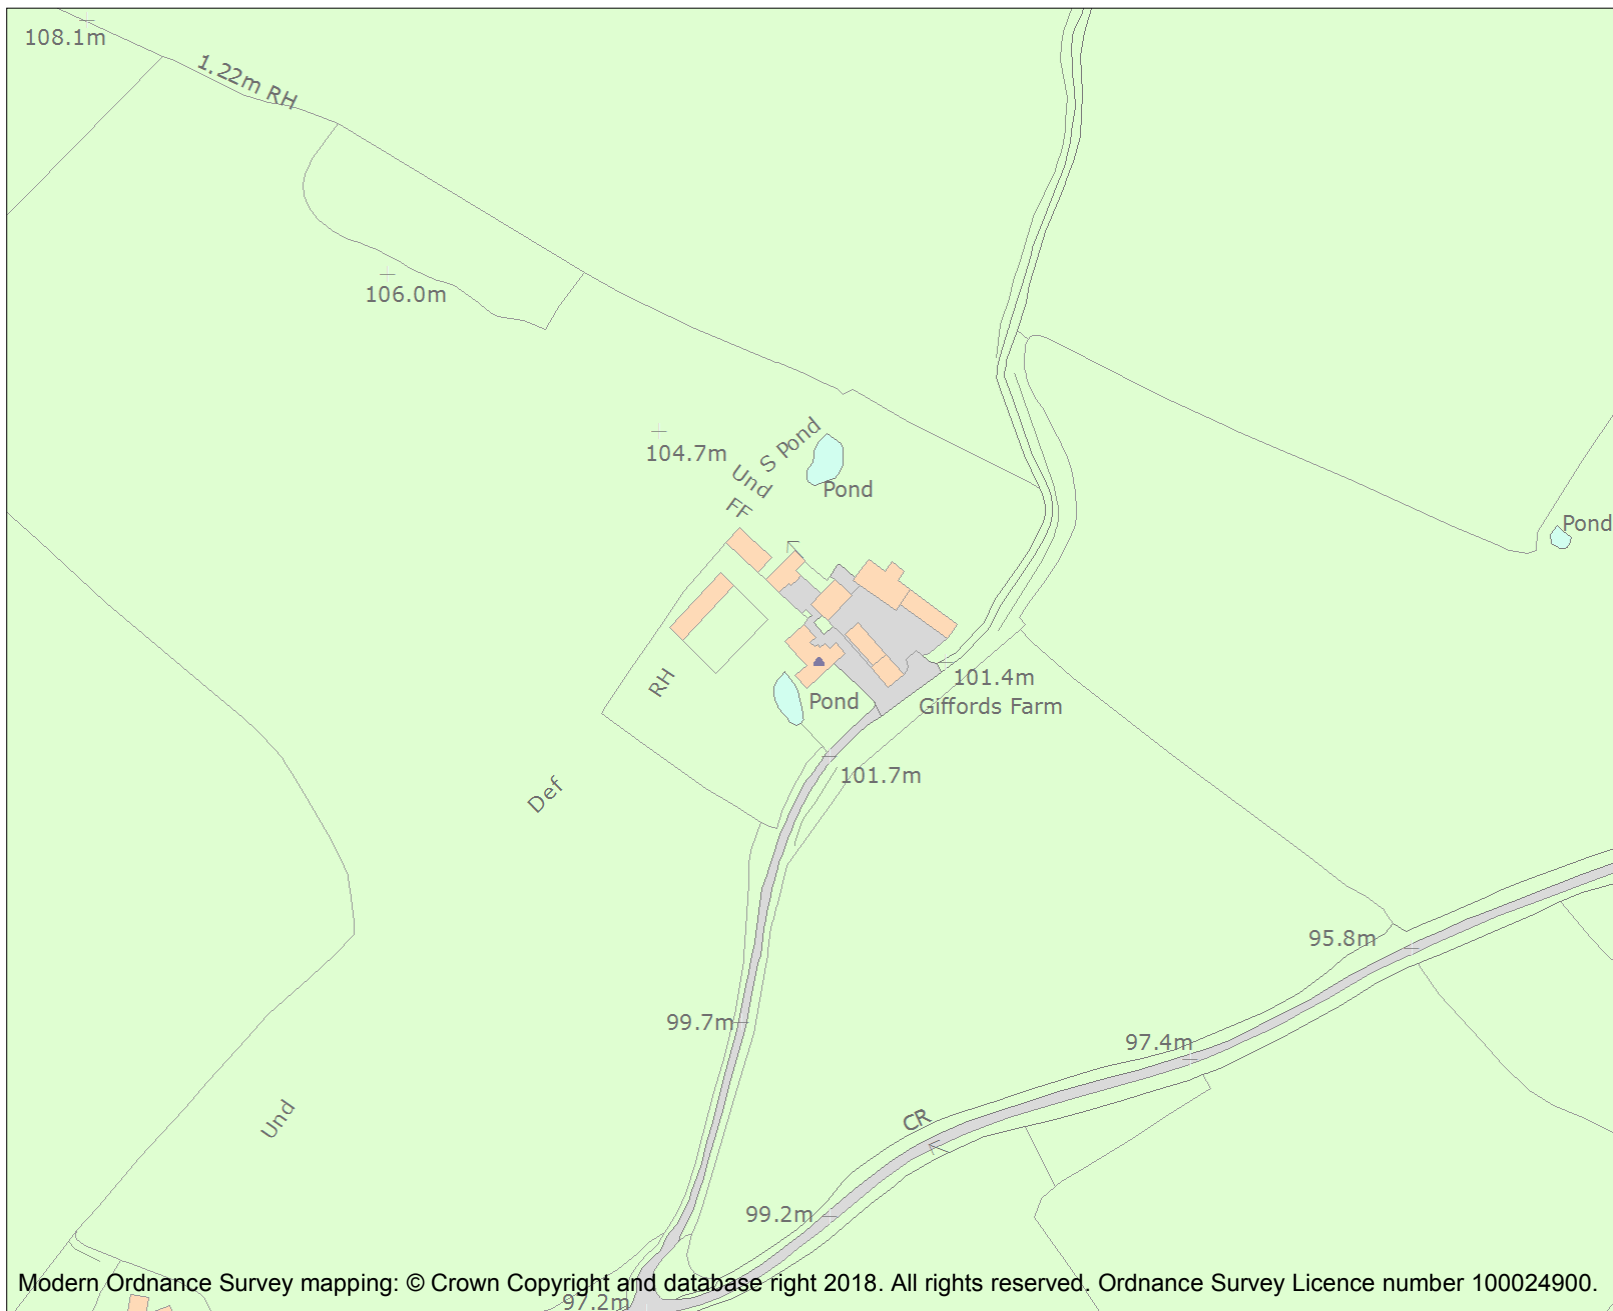 108.1m
1.22m RH
106.0m
104.7m
S Pond
Und
Pond
FF
Pond
RH
101.4m
Pond
Giffords Farm
101.7m
Def
95.8m
99.7m
97.4m
Und
CR
99.2m
Modern Ordnance Survey mapping: © Crown Copyright and database right 2018. All rights reserved. Ordnance Survey Licence number 100024900.
97.2m